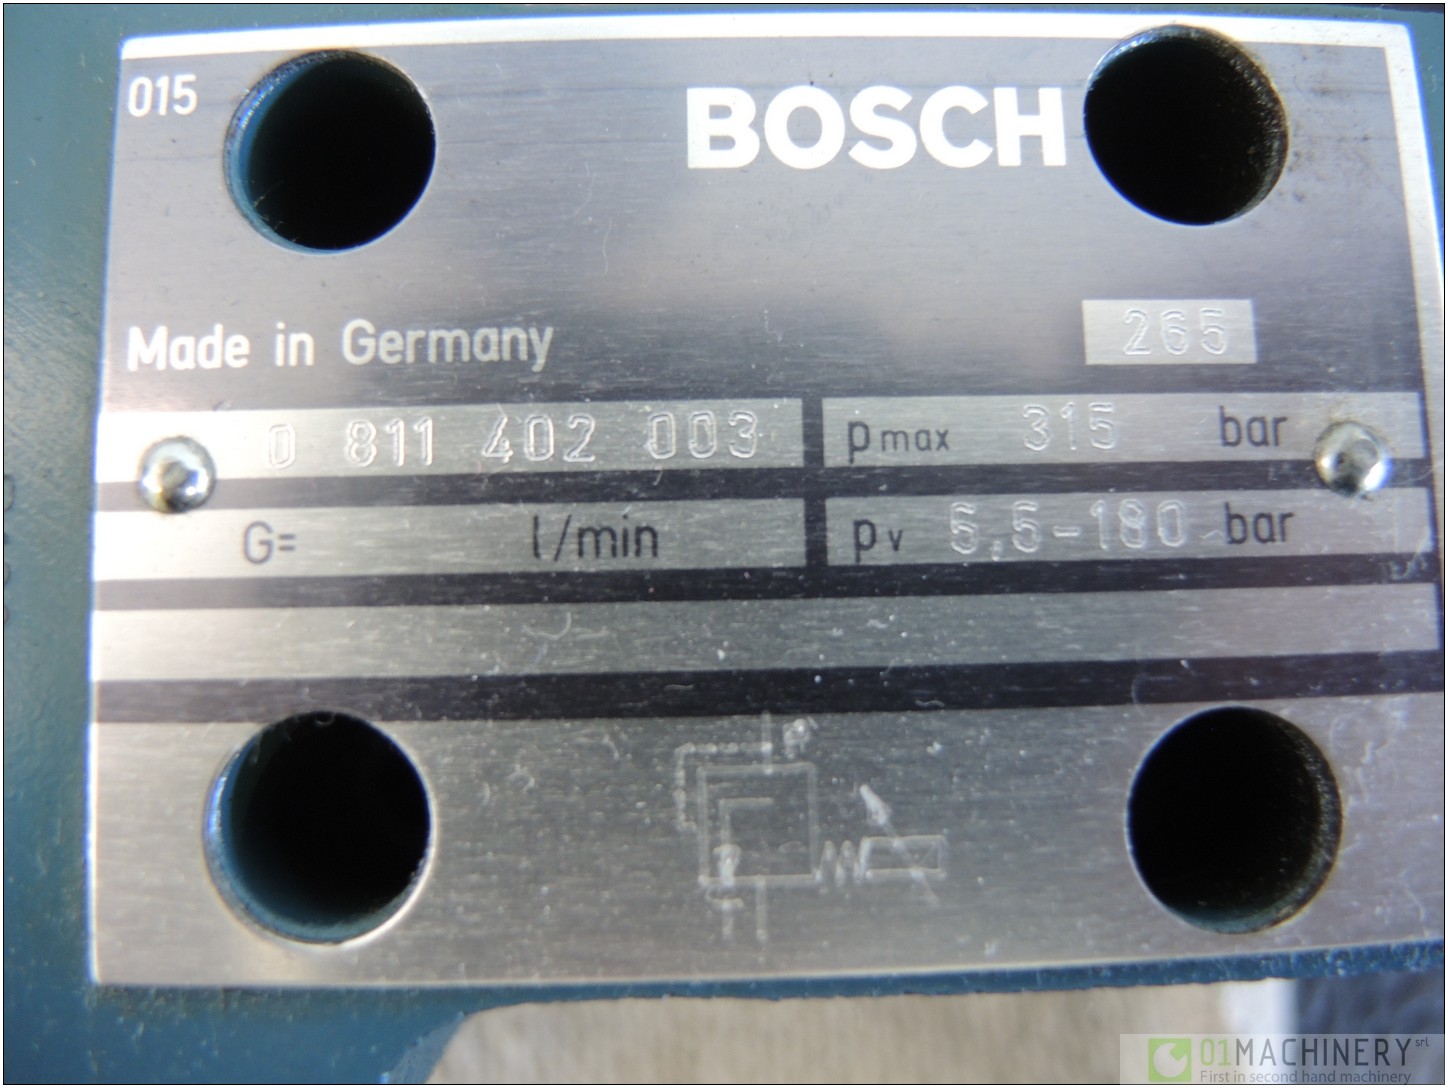 015
BOSCH
Made in Germany
265
0 811 402 003
pmax 315 bar
G= l/min
pv 5,5-180 bar
P
01MACHINERY srl
First in second hand machinery